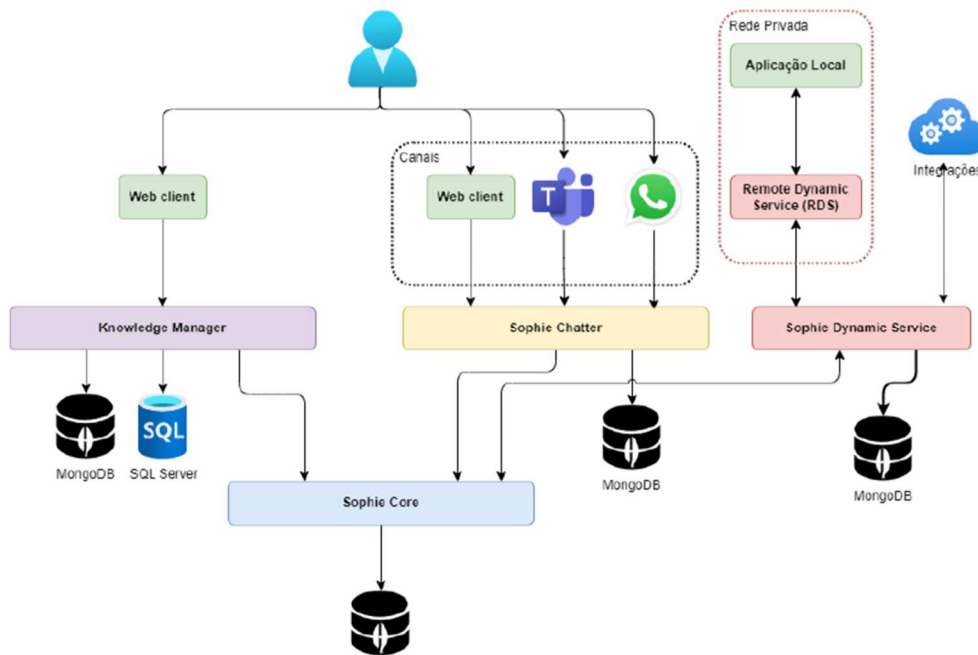 Rede Privada
Aplicação Local
Canais
Integrações
Web client
Web client
T
Remote Dynamic
Service (RDS)
Knowledge Manager
Sophie Chatter
Sophie Dynamic Service
SQL
MongoDB
SQL Server
MongoDB
MongoDB
Sophie Core